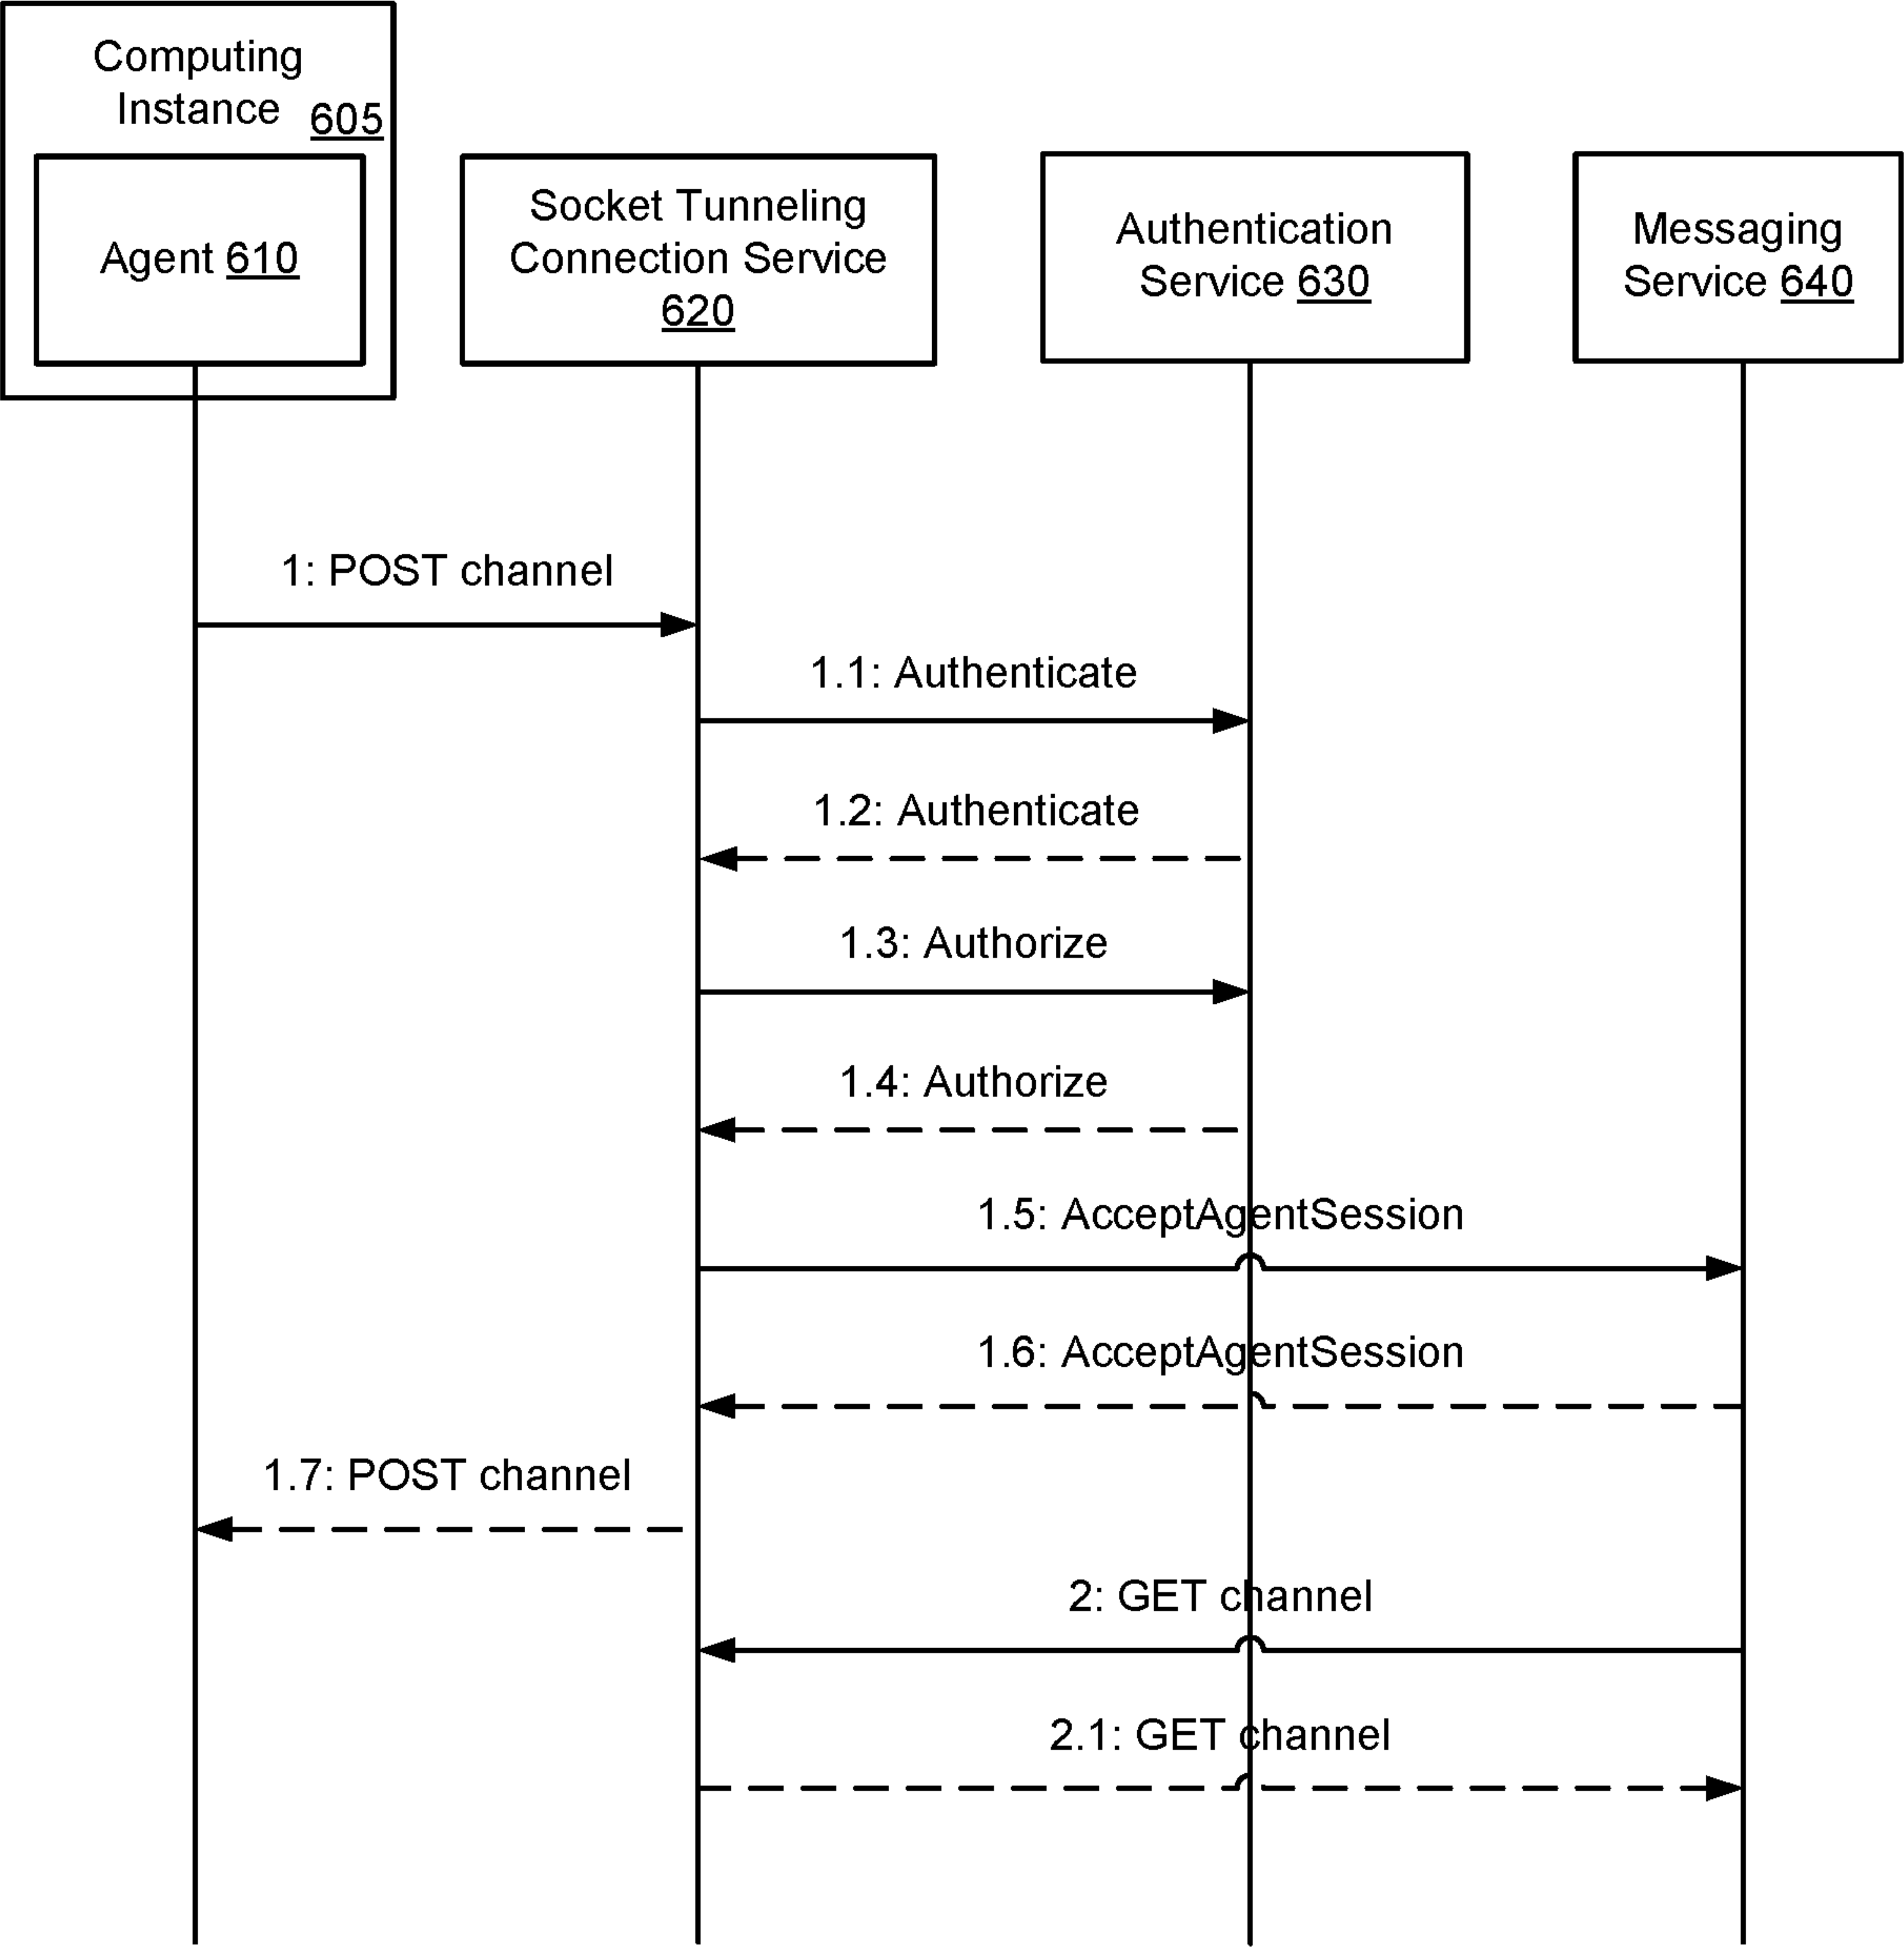 Computing
Instance 605
Agent 610
Socket Tunneling
Connection Service
620
Authentication
Service 630
Messaging
Service 640
1: POST channel
1.1: Authenticate
1.2: Authenticate
1.3: Authorize
1.4: Authorize
1.5: AcceptAgentSession
1.6: AcceptAgentSession
1.7: POST channel
2: GET channel
2.1: GET channel